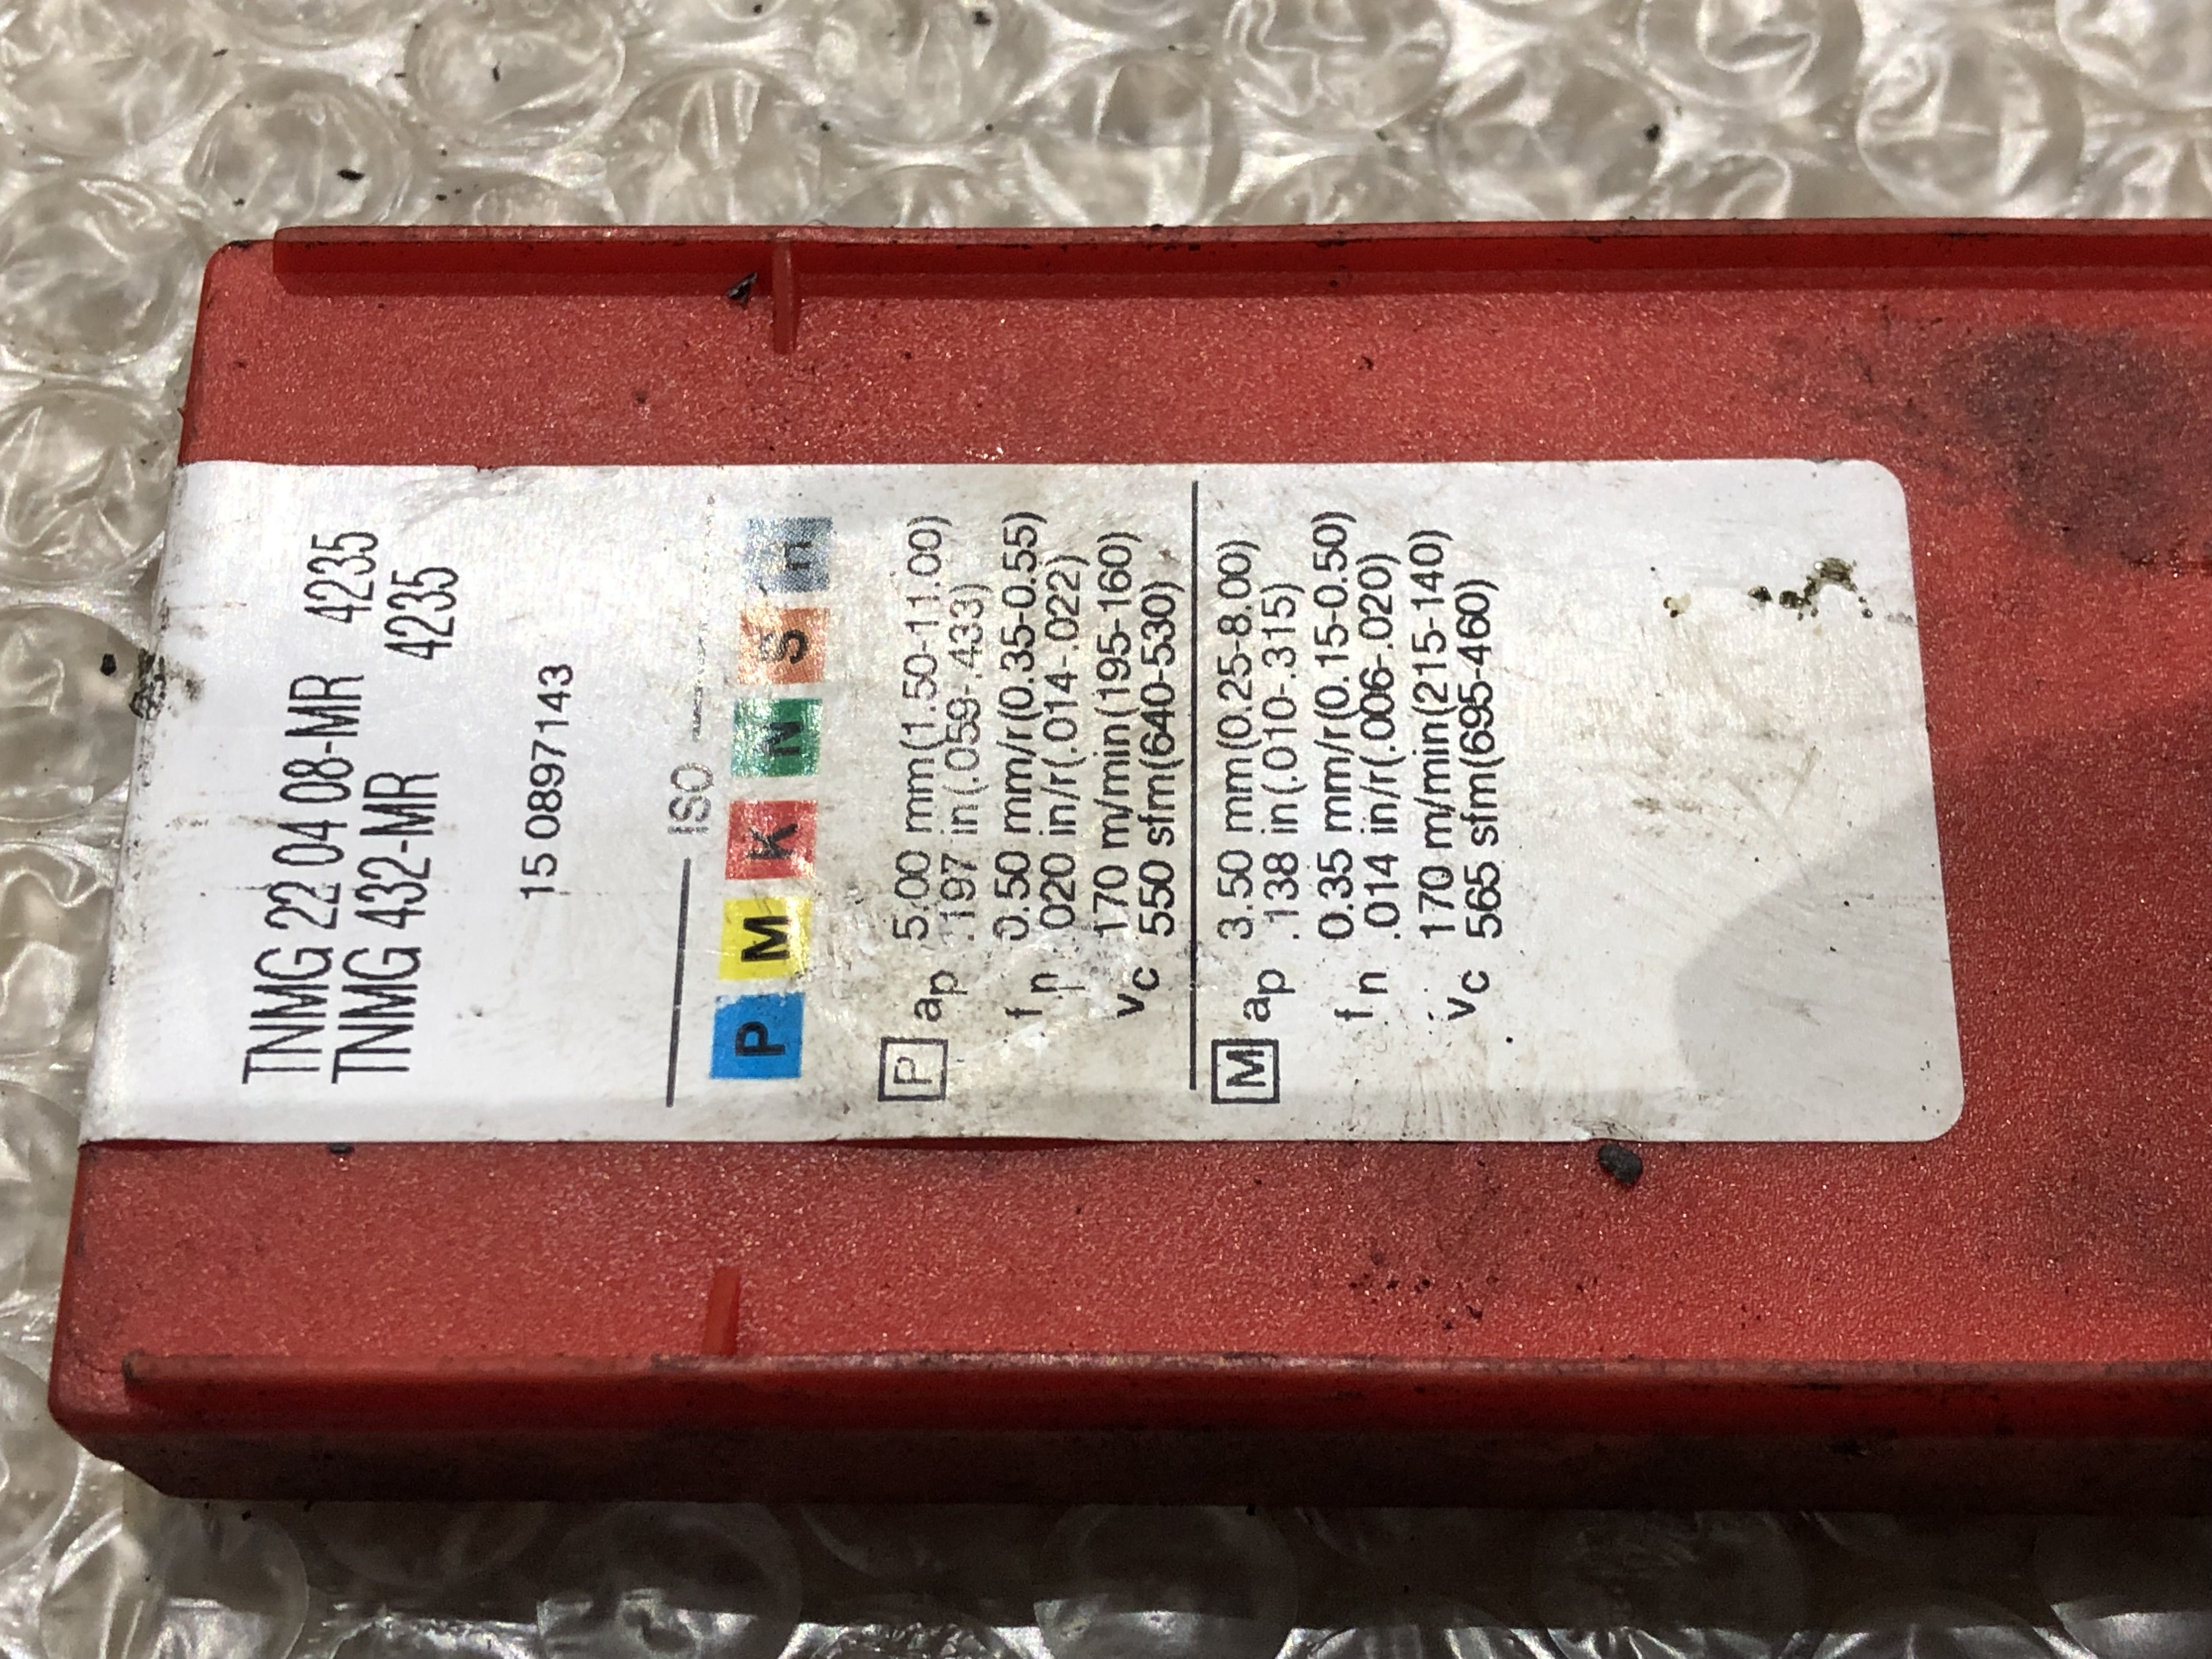 TNMG 22 04 08-MR 4235
TNMG 432-MR 4235
15 0897143
ISO
P M K N S
P ap 5.00 mm(1.50-11.00)
.197 in(.059-.433)
fn 0.50 mm/r(0.35-0.55)
.020 in/r(.014-.022)
vc 170 m/min(195-160)
550 sfm(640-530)
M ap 3.50 mm(0.25-8.00)
.138 in(.010-.315)
fn 0.35 mm/r(0.15-0.50)
.014 in/r(.006-.020)
vc 170 m/min(215-140)
565 sfm(695-460)